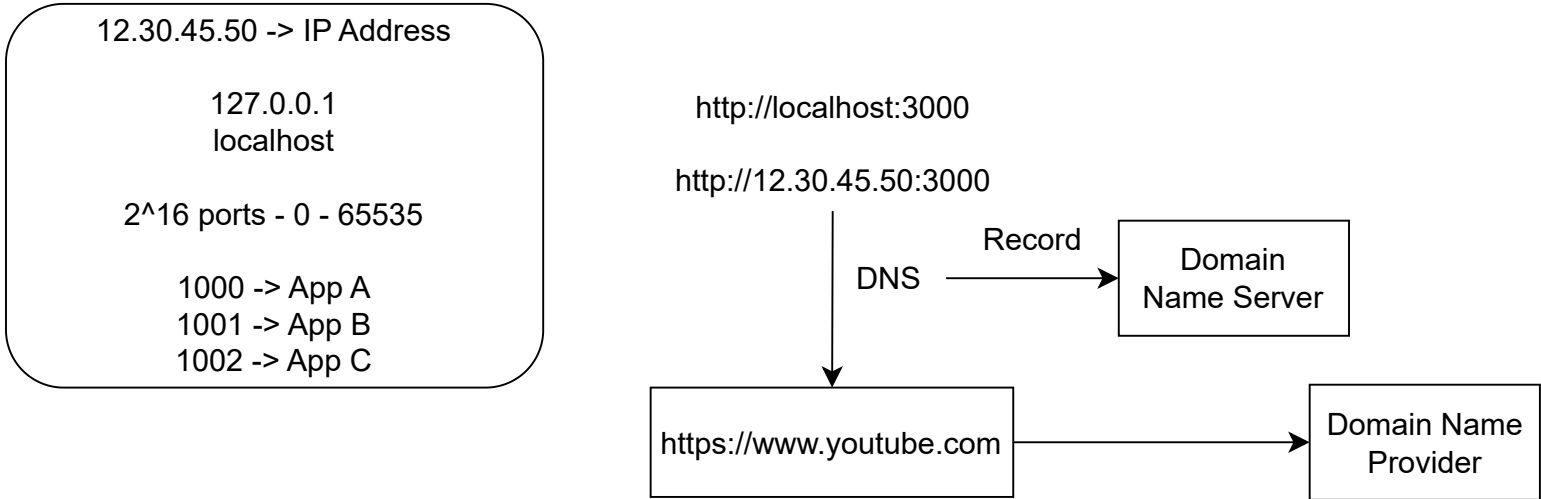 12.30.45.50 -> IP Address
127.0.0.1
localhost
2^16 ports - 0 - 65535
1000 -> App A
1001 -> App B
1002 -> App C
http://localhost:3000
http://12.30.45.50:3000
DNS
Record
Domain
Name Server
https://www.youtube.com
Domain Name
Provider